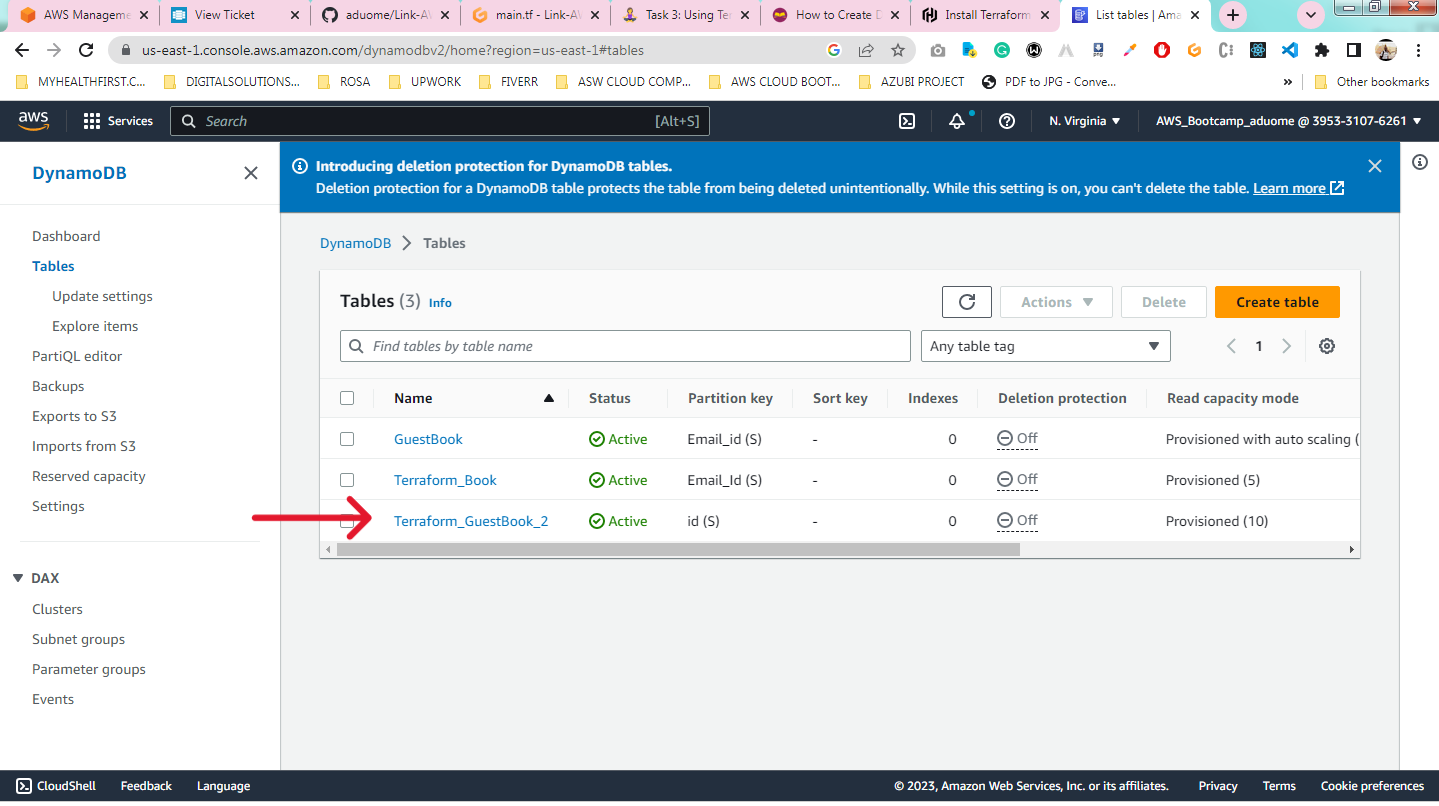 AWS Manageme
View Ticket
aduome/Link-AW
main.tf - Link-AW
Task 3: Using Ter
How to Create D
Install Terraform
List tables | Ama
us-east-1.console.aws.amazon.com/dynamodbv2/home?region=us-east-1#tables
MYHEALTHFIRST.C...
DIGITALSOLUTIONS...
ROSA
UPWORK
FIVERR
ASW CLOUD COMP...
AWS CLOUD BOOT...
AZUBI PROJECT
PDF to JPG - Conve...
»
Other bookmarks
aws
Services
Search
[Alt+S]
N. Virginia
AWS_Bootcamp_aduome @ 3953-3107-6261
DynamoDB
Introducing deletion protection for DynamoDB tables.
Deletion protection for a DynamoDB table protects the table from being deleted unintentionally. While this setting is on, you can't delete the table. Learn more
Dashboard
Tables
Update settings
Explore items
PartiQL editor
Backups
Exports to S3
Imports from S3
Reserved capacity
Settings
DAX
Clusters
Subnet groups
Parameter groups
Events
DynamoDB > Tables
Tables (3) Info
Actions
Delete
Create table
Find tables by table name
Any table tag
1
Name Status Partition key Sort key Indexes Deletion protection Read capacity mode
GuestBook Active Email_id (S) - 0 Off Provisioned with auto scaling (
Terraform_Book Active Email_Id (S) - 0 Off Provisioned (5)
Terraform_GuestBook_2 Active id (S) - 0 Off Provisioned (10)
CloudShell Feedback Language
© 2023, Amazon Web Services, Inc. or its affiliates. Privacy Terms Cookie preferences